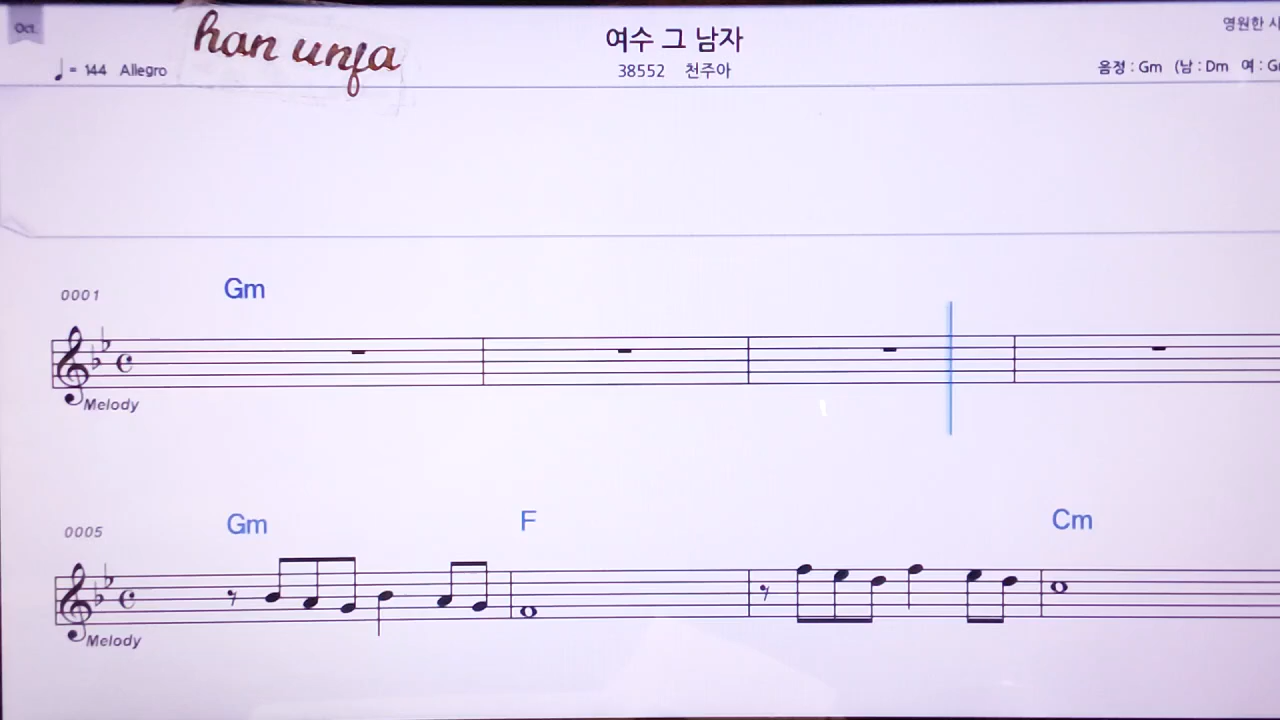 Oct.
han unfa
여수 그 남자
영원한 사
♩ = 144 Allegro
38552 천주아
음정 : Gm (남 : Dm 여 : G
0001
Gm
Melody
0005
Gm F Cm
Melody